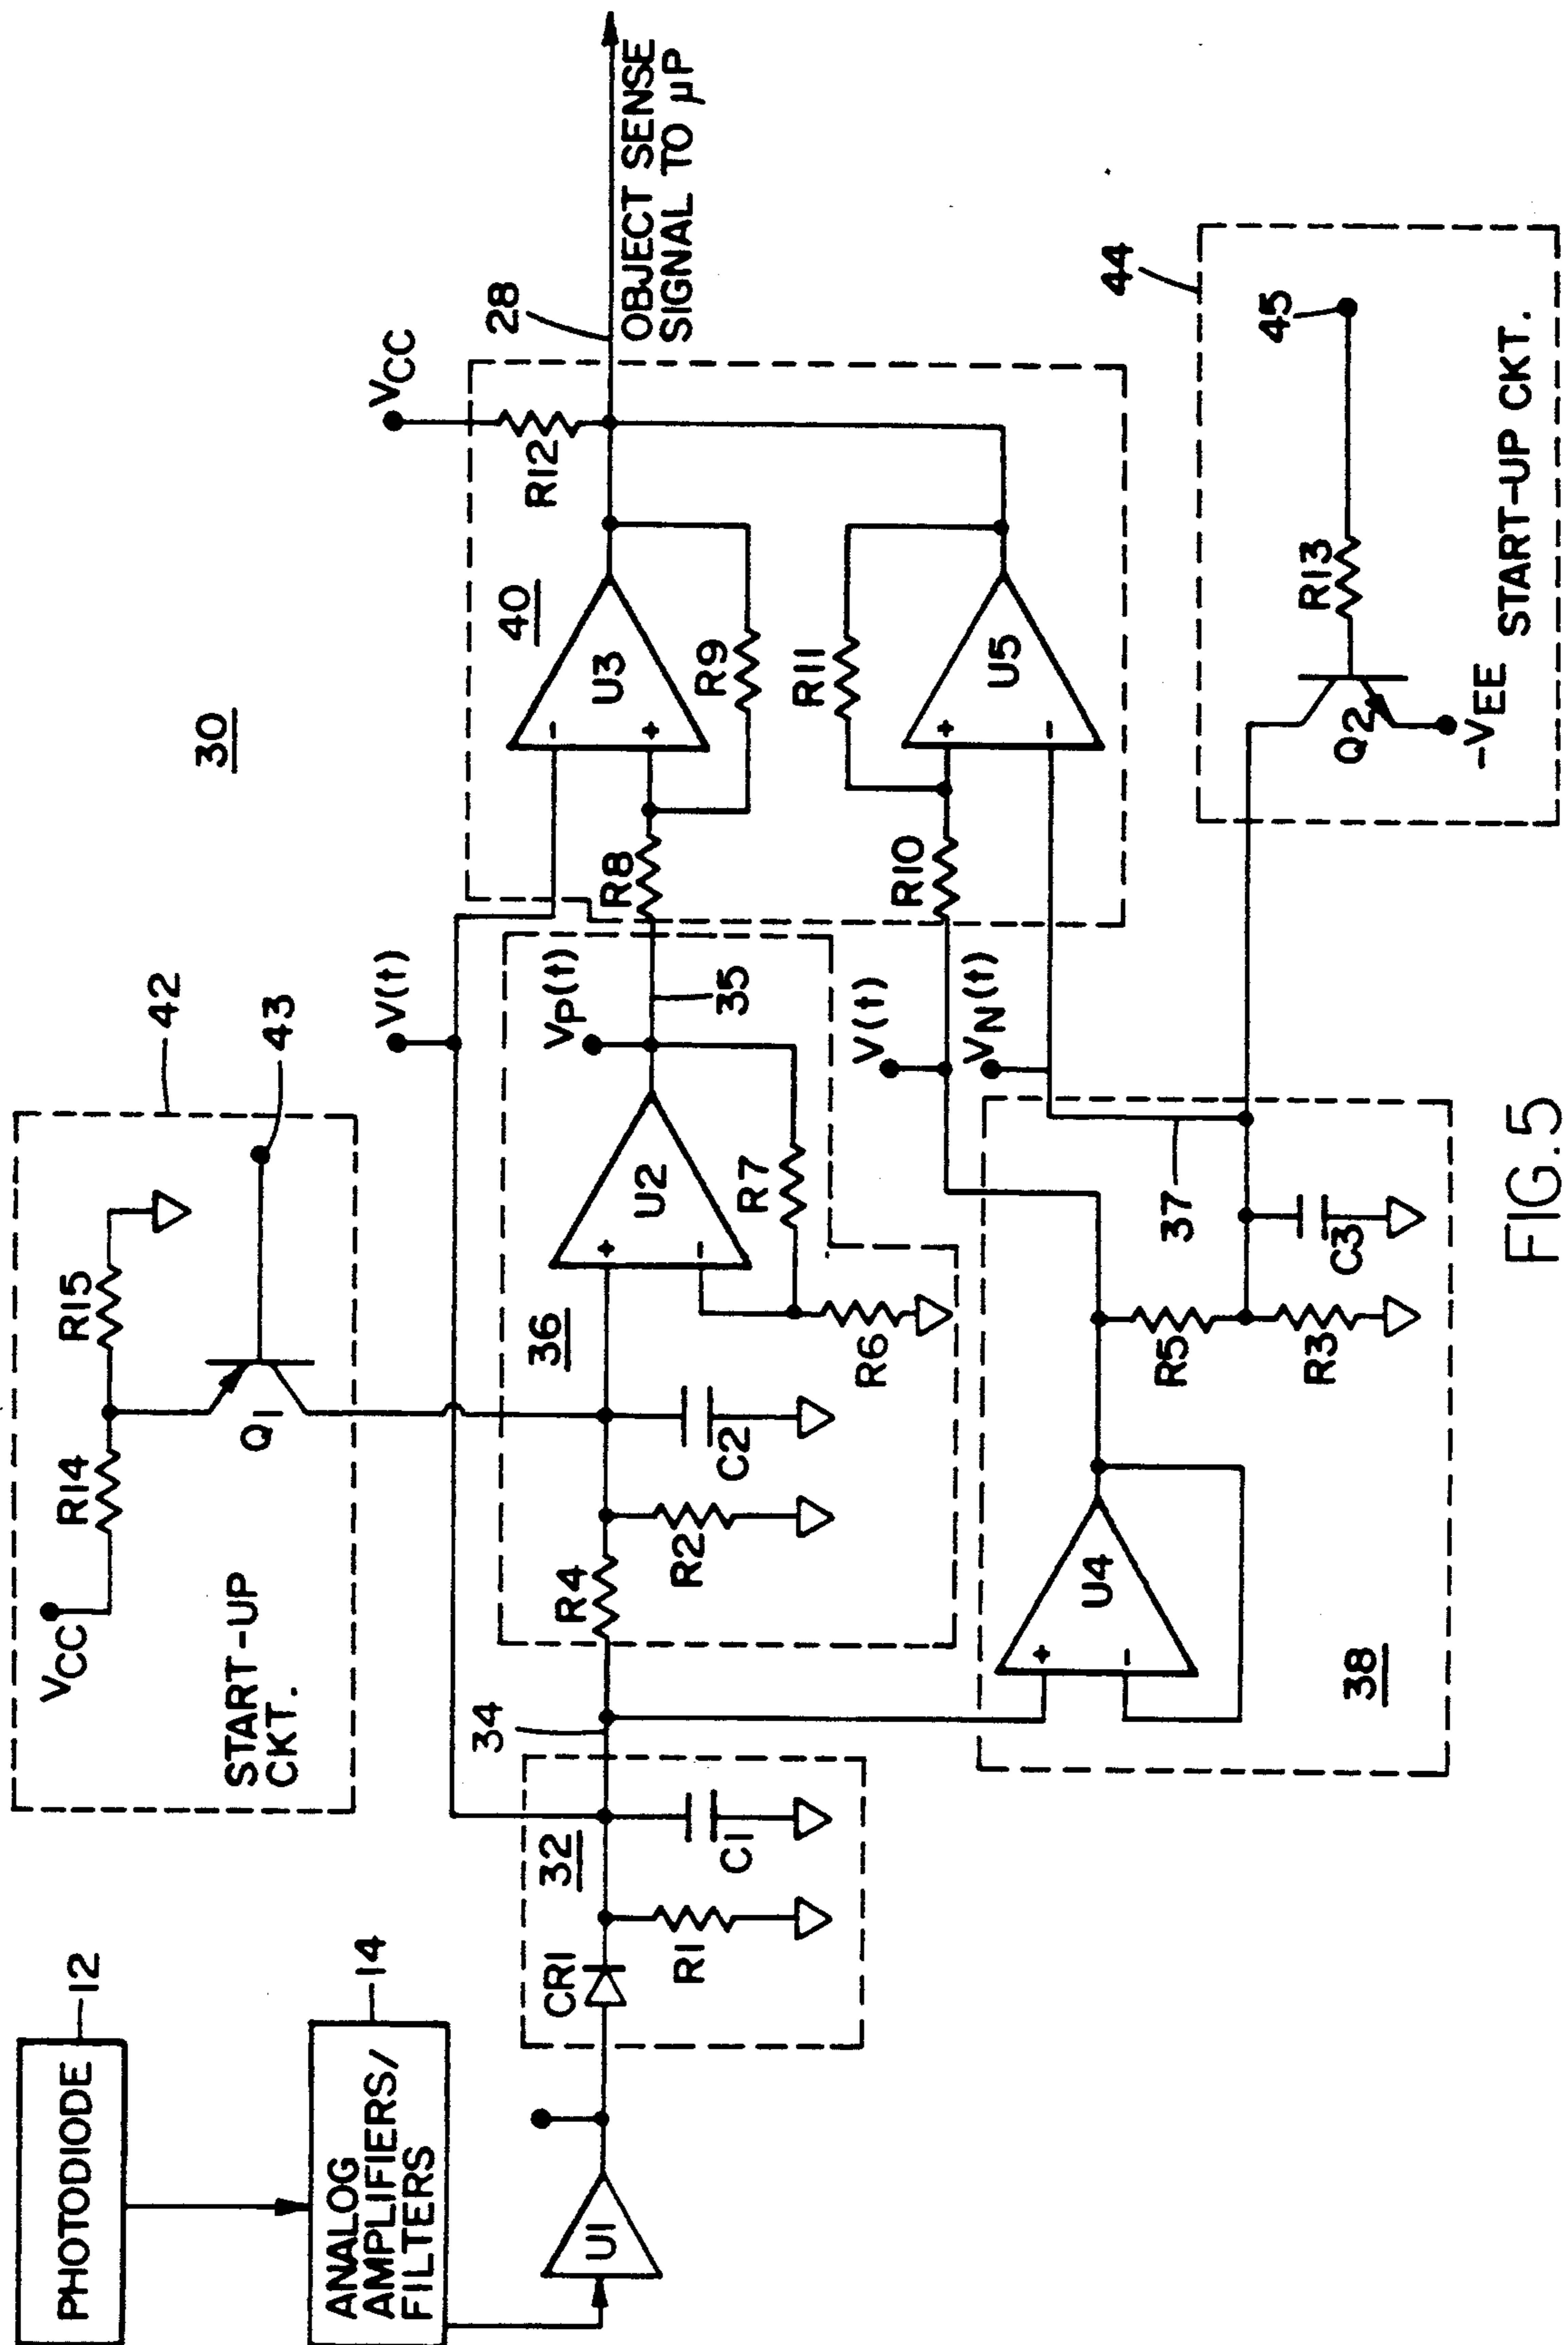 PHOTODIODE
12
ANALOG
AMPLIFIERS/
FILTERS
14
U1
CR1
R1
C1
32
34
VCC
START-UP
CKT.
R14
R15
Q1
42
43
V(t)
30
R4
R2
C2
36
U2
R6
R7
VP(t)
35
+
-
38
U4
+
-
R5
R3
C3
37
V(t)
VN(t)
R8
U3
-
+
40
R9
R12
VCC
28
OBJECT SENSE
SIGNAL TO μP
R10
R11
U5
+
-
44
45
R13
Q2
-VEE
START-UP CKT.
FIG.5